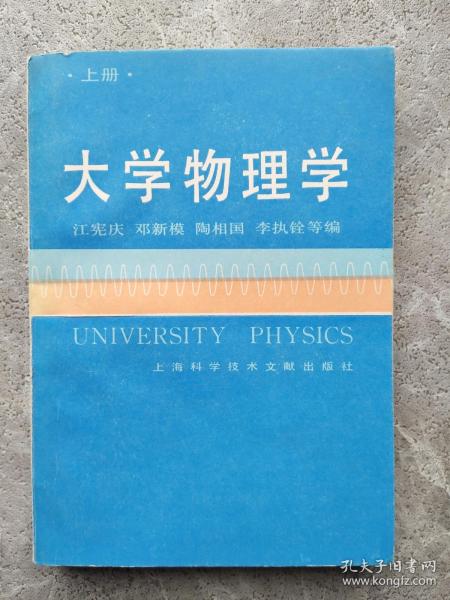 ·上册·
大学物理学
江宪庆 邓新模 陶相国 李执铨等编
UNIVERSITY PHYSICS
上海科学技术文献出版社
孔夫子旧书网
www.kongfz.com